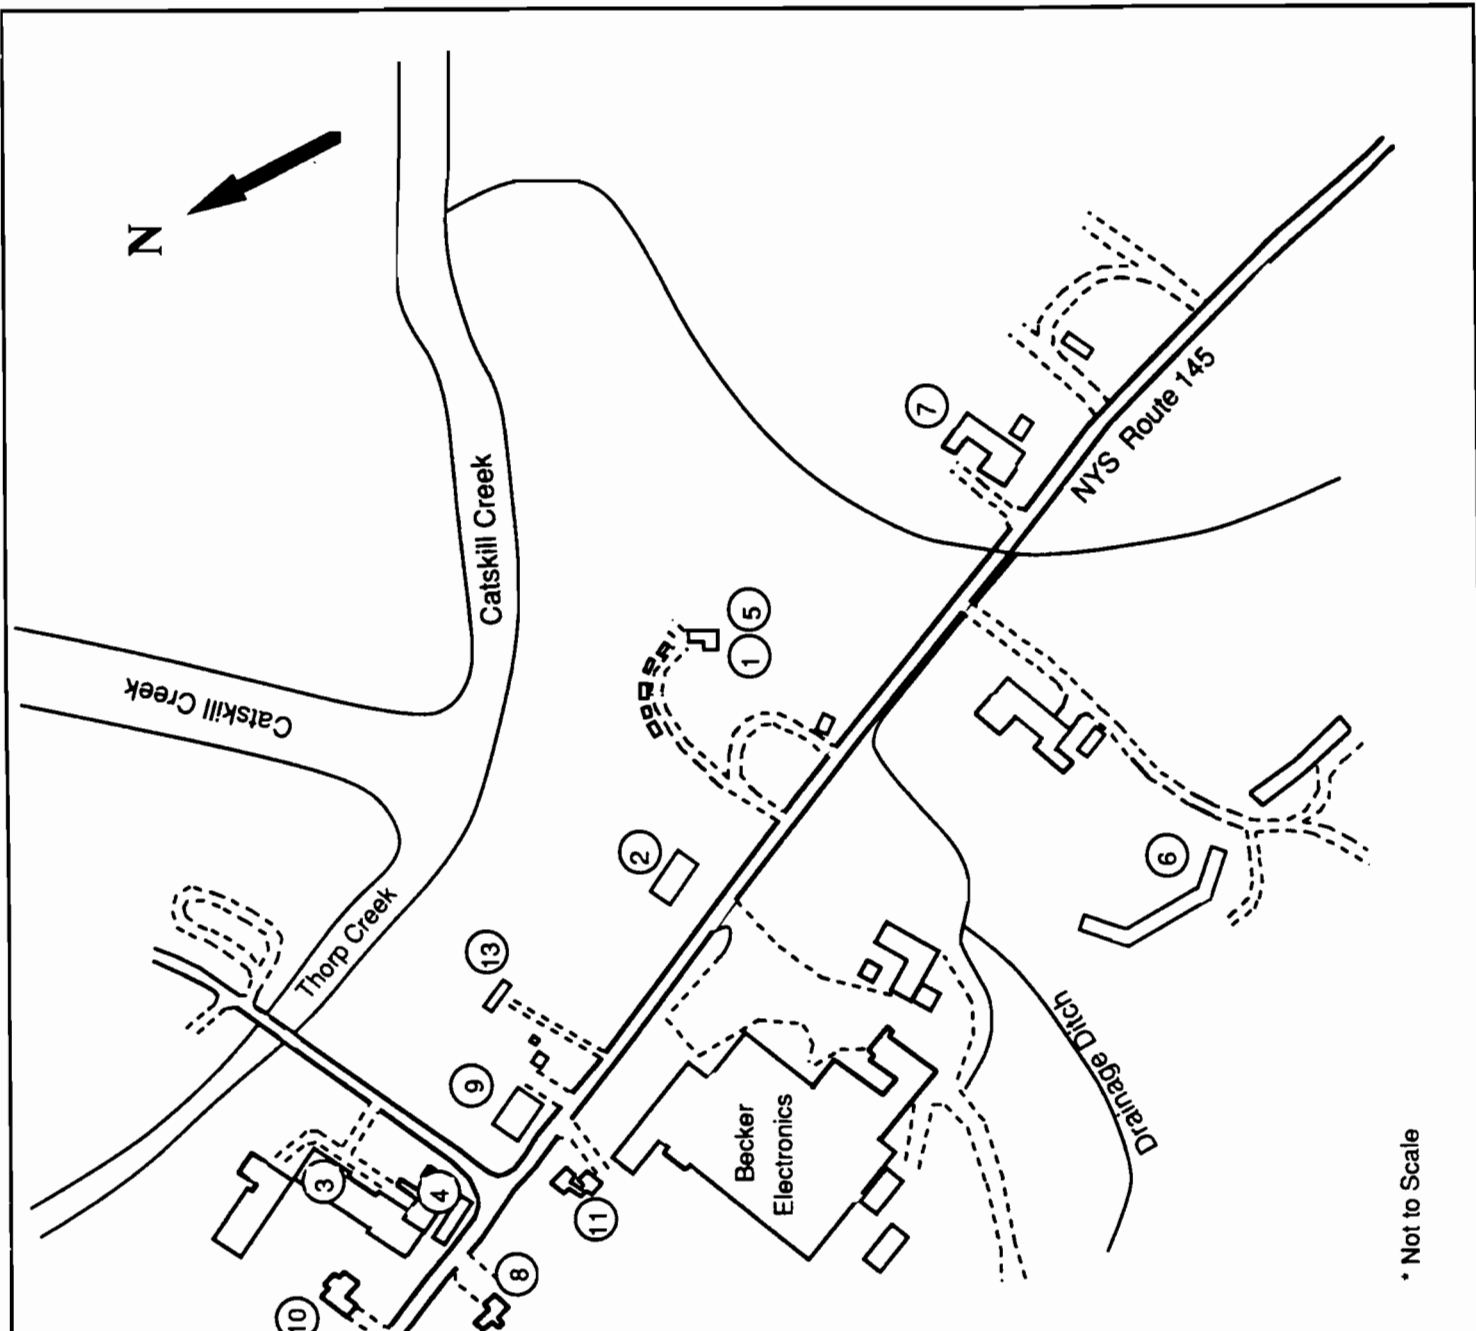 N
Catskill Creek
Catskill Creek
Thorp Creek
NYS Route 145
7
5
1
2
13
9
6
3
4
11
8
10
Becker
Electronics
Drainage Ditch
* Not to Scale